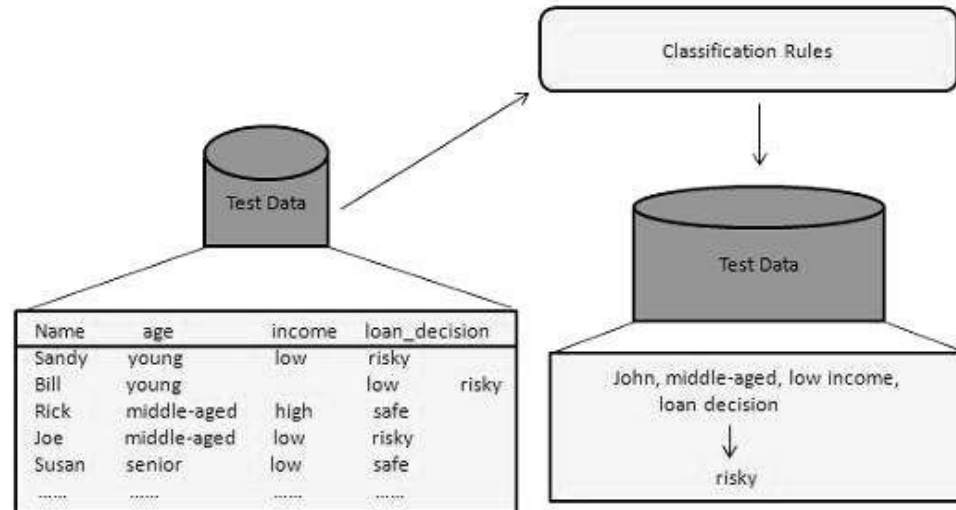 Classification Rules
Test Data
Name age income loan_decision
Sandy young low risky
Bill young low risky
Rick middle-aged high safe
Joe middle-aged low risky
Susan senior low safe
...... ...... ...... ......
Test Data
John, middle-aged, low income,
loan decision
risky